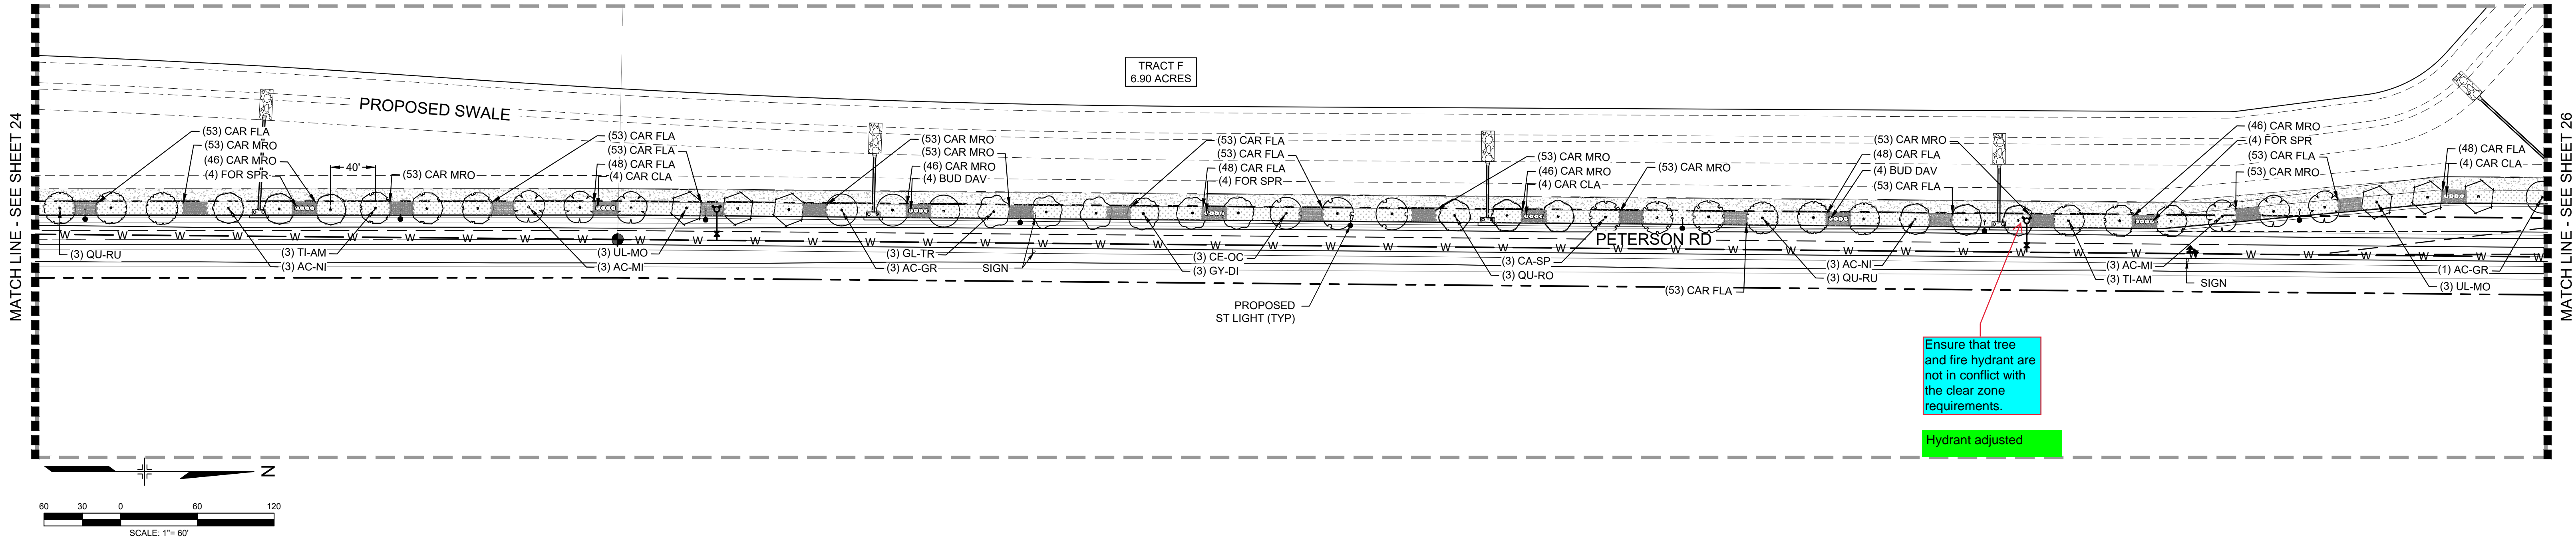 TRACT F
6.90 ACRES
PROPOSED SWALE
MATCH LINE - SEE SHEET 24
(53) CAR FLA
(53) CAR MRO
(46) CAR MRO
(4) FOR SPR
40'
(53) CAR MRO
(53) CAR FLA
(53) CAR FLA
(48) CAR FLA
(4) CAR CLA
(53) CAR MRO
(53) CAR MRO
(46) CAR MRO
(4) BUD DAV
(53) CAR FLA
(53) CAR FLA
(48) CAR FLA
(4) FOR SPR
(53) CAR MRO
(46) CAR MRO
(4) CAR CLA
(53) CAR MRO
(53) CAR MRO
(48) CAR FLA
(4) BUD DAV
(53) CAR FLA
(46) CAR MRO
(4) FOR SPR
(53) CAR FLA
(53) CAR MRO
(48) CAR FLA
(4) CAR CLA
MATCH LINE - SEE SHEET 26
W W W W W W W W W W W W W W W W W W W W W W W W W W W W W W W W W W W W W W W W W W W W
PETERSON RD
(3) QU-RU
(3) TI-AM
(3) AC-NI
(3) UL-MO
(3) AC-MI
(3) GL-TR
(3) AC-GR
SIGN
(3) CE-OC
(3) GY-DI
(3) CA-SP
(3) QU-RO
(3) AC-NI
(3) QU-RU
(53) CAR FLA
(3) AC-MI
(3) TI-AM
SIGN
(1) AC-GR
(3) UL-MO
PROPOSED
ST LIGHT (TYP)
Ensure that tree
and fire hydrant are
not in conflict with
the clear zone
requirements.
Hydrant adjusted
N
60 30 0 60 120
SCALE: 1"= 60'